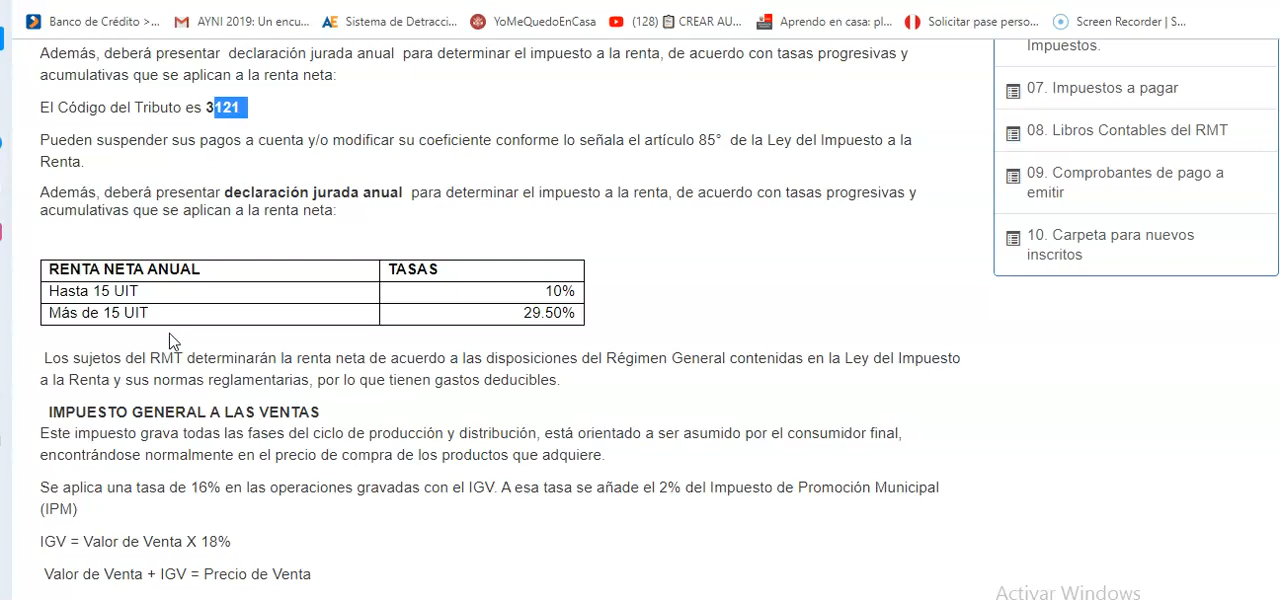 Banco de Crédito >... AYNI 2019: Un encu... Sistema de Detracci... YoMeQuedoEnCasa (128) CREAR AU... Aprendo en casa: pl... Solicitar pase perso... Screen Recorder | S...
Además, deberá presentar declaración jurada anual para determinar el impuesto a la renta, de acuerdo con tasas progresivas y
acumulativas que se aplican a la renta neta:
El Código del Tributo es 3121
Pueden suspender sus pagos a cuenta y/o modificar su coeficiente conforme lo señala el artículo 85° de la Ley del Impuesto a la
Renta.
Además, deberá presentar declaración jurada anual para determinar el impuesto a la renta, de acuerdo con tasas progresivas y
acumulativas que se aplican a la renta neta:
RENTA NETA ANUAL TASAS
Hasta 15 UIT 10%
Más de 15 UIT 29.50%
Los sujetos del RMT determinarán la renta neta de acuerdo a las disposiciones del Régimen General contenidas en la Ley del Impuesto
a la Renta y sus normas reglamentarias, por lo que tienen gastos deducibles.
IMPUESTO GENERAL A LAS VENTAS
Este impuesto grava todas las fases del ciclo de producción y distribución, está orientado a ser asumido por el consumidor final,
encontrándose normalmente en el precio de compra de los productos que adquiere.
Se aplica una tasa de 16% en las operaciones gravadas con el IGV. A esa tasa se añade el 2% del Impuesto de Promoción Municipal
(IPM)
IGV = Valor de Venta X 18%
Valor de Venta + IGV = Precio de Venta
Impuestos.
07. Impuestos a pagar
08. Libros Contables del RMT
09. Comprobantes de pago a
emitir
10. Carpeta para nuevos
inscritos
Activar Windows